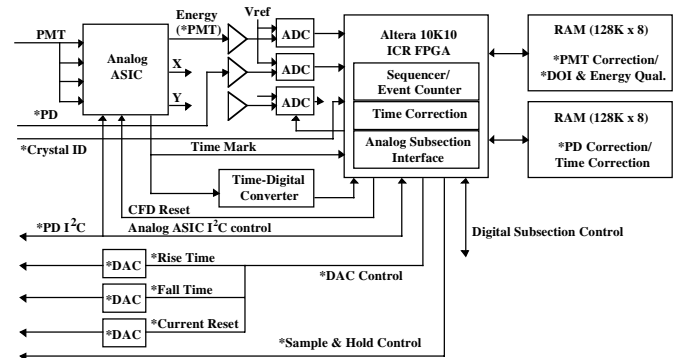 Energy
(*PMT)
Vref
PMT
Analog
ASIC
X
Y
ADC
ADC
ADC
Altera 10K10
ICR FPGA
Sequencer/
Event Counter
Time Correction
Analog Subsection
Interface
RAM (128K x 8)
*PMT Correction/
*DOI & Energy Qual.
RAM (128K x 8)
*PD Correction/
Time Correction
*PD
*Crystal ID
Time Mark
Time-Digital
Converter
CFD Reset
*PD I²C
Analog ASIC I²C control
Digital Subsection Control
*DAC
*Rise Time
*DAC Control
*DAC
*Fall Time
*DAC
*Current Reset
*Sample & Hold Control